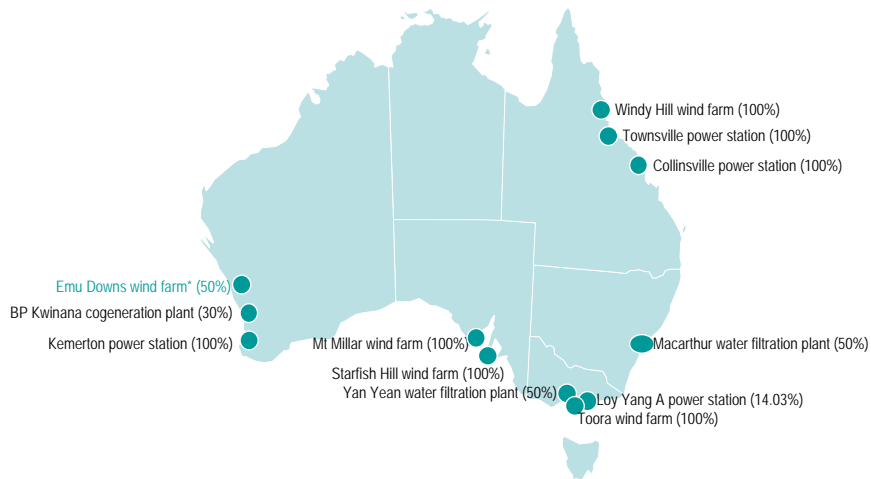 Windy Hill wind farm (100%)
Townsville power station (100%)
Collinsville power station (100%)
Emu Downs wind farm* (50%)
BP Kwinana cogeneration plant (30%)
Kemerton power station (100%)
Mt Millar wind farm (100%)
Macarthur water filtration plant (50%)
Starfish Hill wind farm (100%)
Yan Yean water filtration plant (50%)
Loy Yang A power station (14.03%)
Toora wind farm (100%)